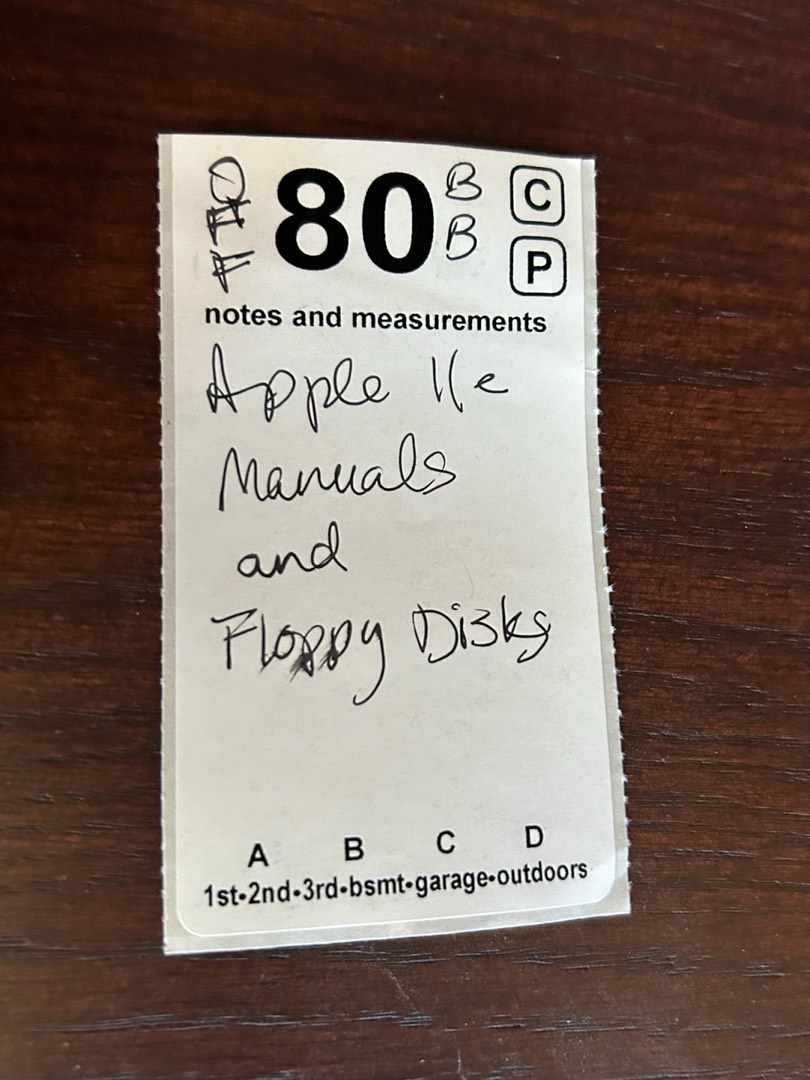 80 B
B
C
P
notes and measurements
Apple IIe
Manuals
and
Floppy Disks
A B C D
1st•2nd•3rd•bsmt•garage•outdoors